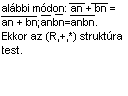 alábbi módon: an + bn =
an + bn;anbn=anbn.
Ekkor az (R,+,*) struktúra
test.